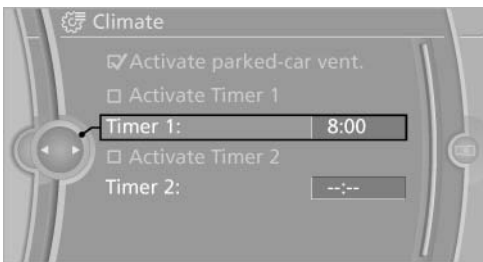 Climate
Activate parked-car vent.
Activate Timer 1
Timer 1: 8:00
Activate Timer 2
Timer 2: --:--